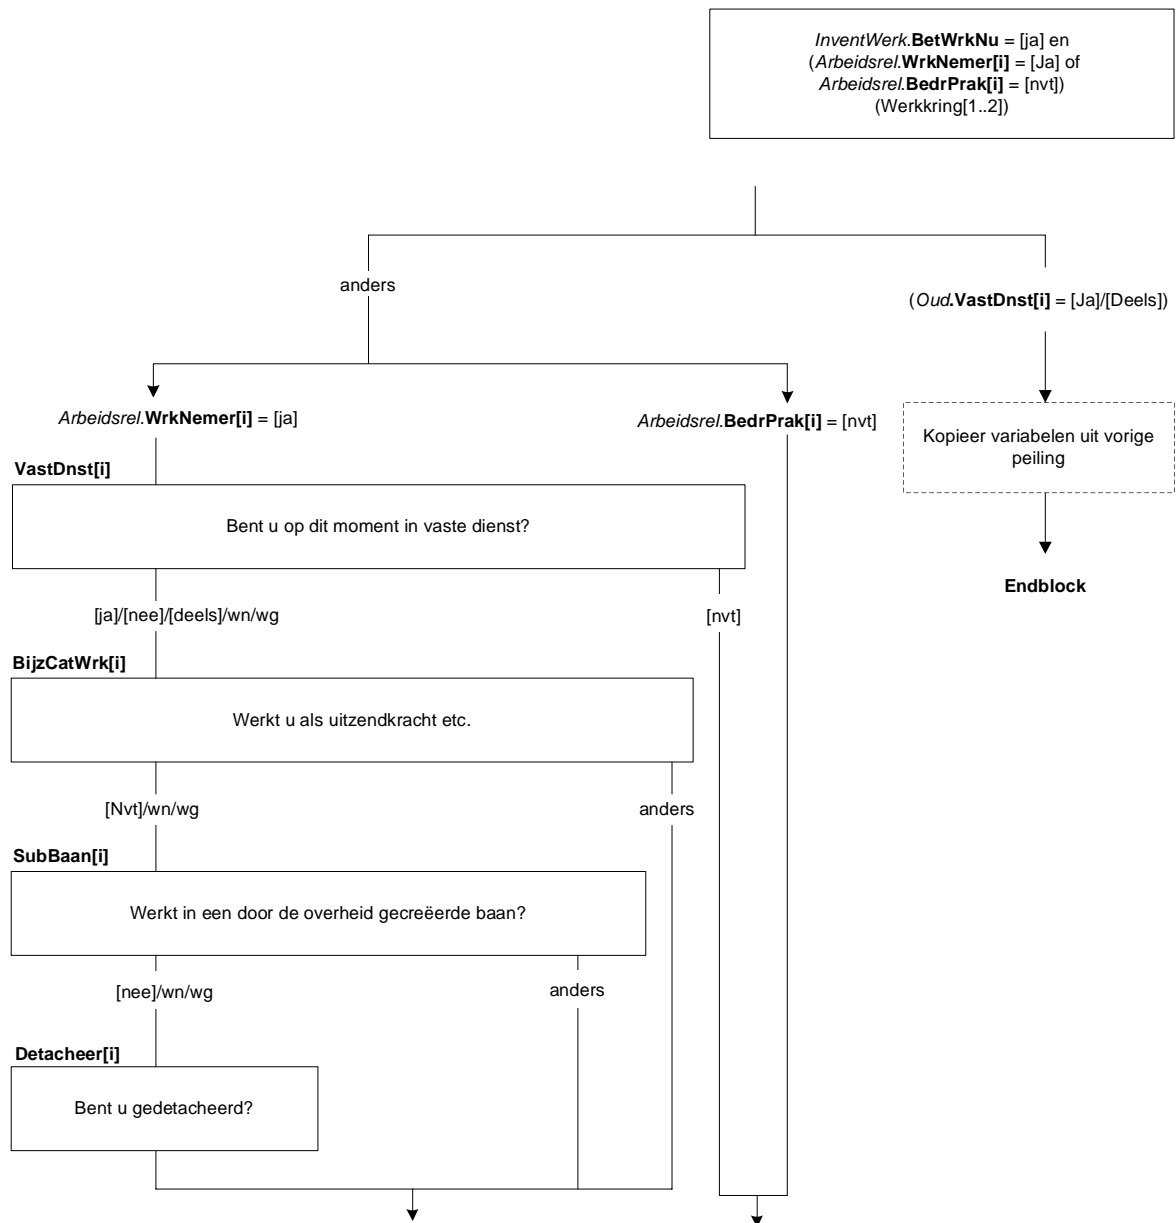 InventWerk.BetWrkNu = [ja] en
(Arbeidsrel.WrkNemer[i] = [Ja] of
Arbeidsrel.BedrPrak[i] = [nvt])
(Werkkring[1..2])
anders
(Oud.VastDnst[i] = [Ja]/[Deels])
Arbeidsrel.WrkNemer[i] = [ja]
Arbeidsrel.BedrPrak[i] = [nvt]
Kopieer variabelen uit vorige
peiling
VastDnst[i]
Bent u op dit moment in vaste dienst?
Endblock
[ja]/[nee]/[deels]/wn/wg
[nvt]
BijzCatWrk[i]
Werkt u als uitzendkracht etc.
[Nvt]/wn/wg
anders
SubBaan[i]
Werkt in een door de overheid gecreëerde baan?
[nee]/wn/wg
anders
Detacheer[i]
Bent u gedetacheerd?